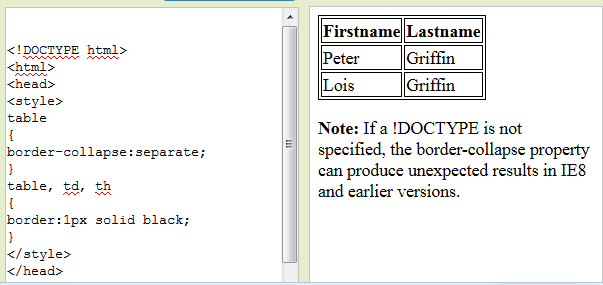 <!DOCTYPE html>
<html>
<head>
<style>
table
{
border-collapse:separate;
}
table, td, th
{
border:1px solid black;
}
</style>
</head>
Firstname Lastname
Peter Griffin
Lois Griffin
Note: If a !DOCTYPE is not
specified, the border-collapse property
can produce unexpected results in IE8
and earlier versions.